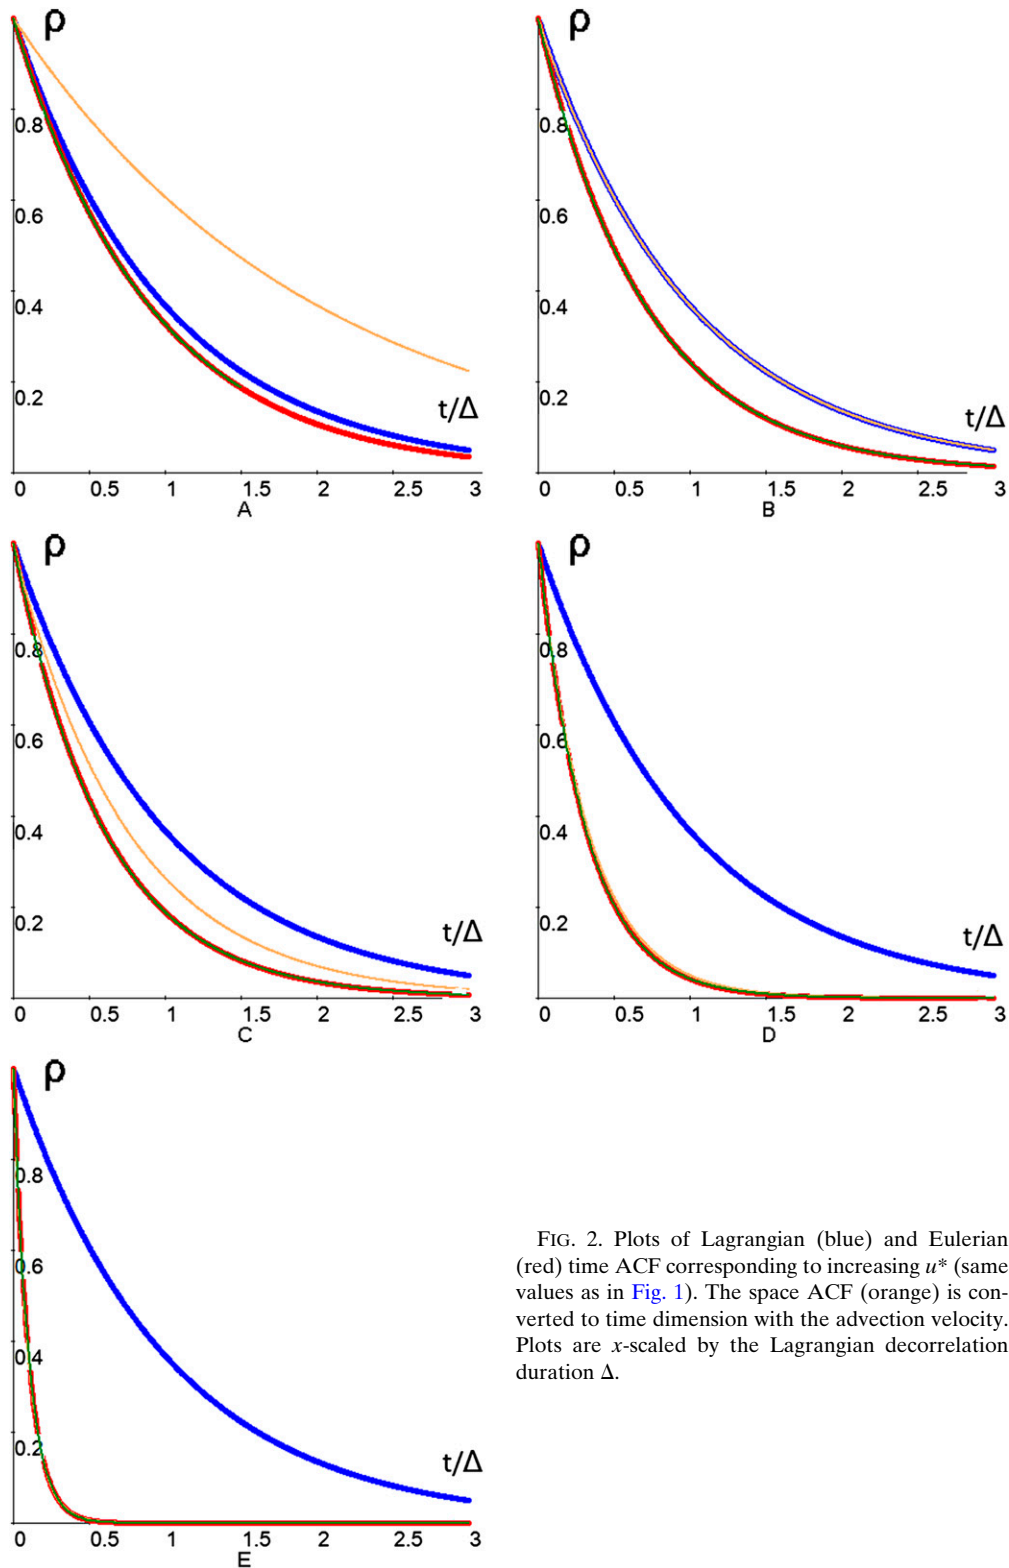 ρ
0.8
0.6
0.4
0.2
t/Δ
0 0.5 1 1.5 2 2.5 3
A
ρ
0.8
0.6
0.4
0.2
t/Δ
0 0.5 1 1.5 2 2.5 3
B
ρ
0.8
0.6
0.4
0.2
t/Δ
0 0.5 1 1.5 2 2.5 3
C
ρ
0.8
0.6
0.4
0.2
t/Δ
0 0.5 1 1.5 2 2.5 3
D
ρ
0.8
0.6
0.4
0.2
t/Δ
0 0.5 1 1.5 2 2.5 3
E
FIG. 2. Plots of Lagrangian (blue) and Eulerian
(red) time ACF corresponding to increasing u* (same
values as in Fig. 1). The space ACF (orange) is con-
verted to time dimension with the advection velocity.
Plots are x-scaled by the Lagrangian decorrelation
duration Δ.